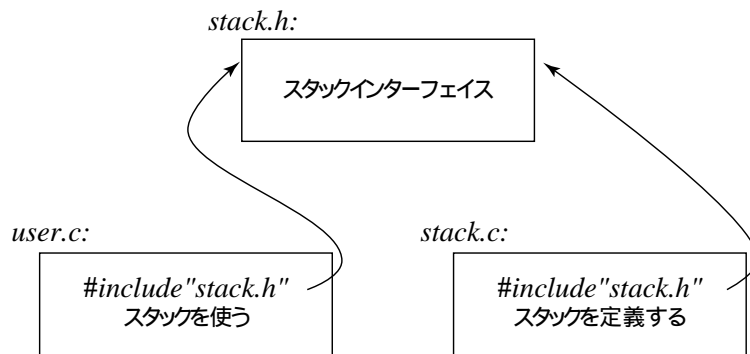 stack.h:
スタックインターフェイス
user.c:
#include"stack.h"
スタックを使う
stack.c:
#include"stack.h"
スタックを定義する